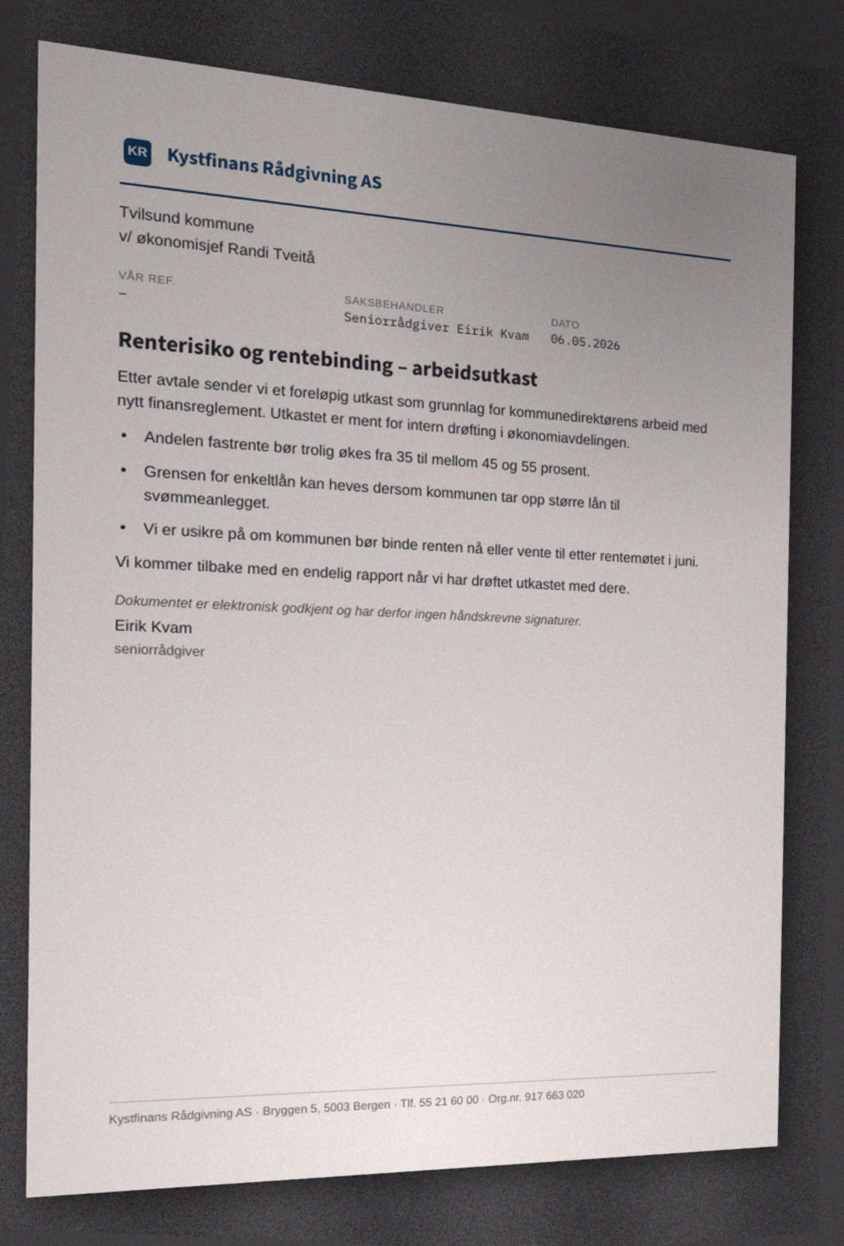 KR Kystfinans Rådgivning AS
Tvilsund kommune
v/ økonomisjef Randi Tveitå
VÅR REF.
–
SAKSBEHANDLER
Seniorrådgiver Eirik Kvam
DATO
06.05.2026
Renterisiko og rentebinding – arbeidsutkast
Etter avtale sender vi et foreløpig utkast som grunnlag for kommunedirektørens arbeid med
nytt finansreglement. Utkastet er ment for intern drøfting i økonomiavdelingen.
• Andelen fastrente bør trolig økes fra 35 til mellom 45 og 55 prosent.
• Grensen for enkeltlån kan heves dersom kommunen tar opp større lån til
svømmeanlegget.
• Vi er usikre på om kommunen bør binde renten nå eller vente til etter rentemøtet i juni.
Vi kommer tilbake med en endelig rapport når vi har drøftet utkastet med dere.
Dokumentet er elektronisk godkjent og har derfor ingen håndskrevne signaturer.
Eirik Kvam
seniorrådgiver
Kystfinans Rådgivning AS · Bryggen 5, 5003 Bergen · Tlf. 55 21 60 00 · Org.nr. 917 663 020